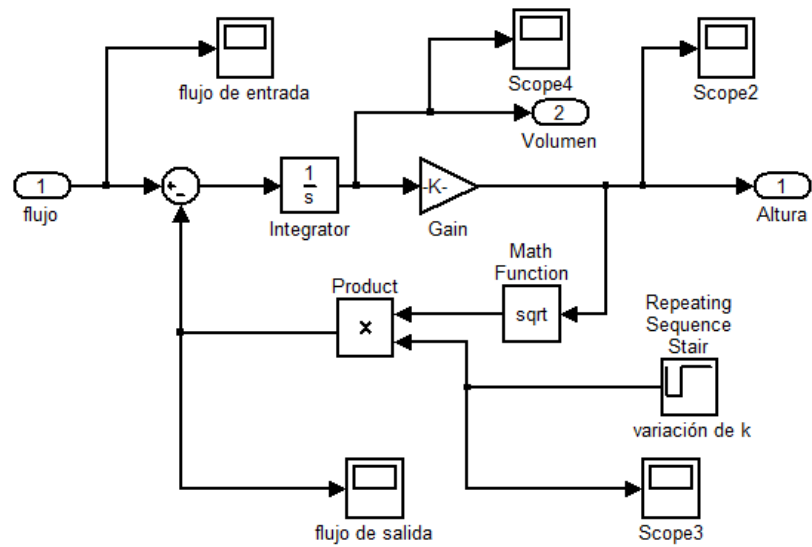 flujo de entrada
Scope4
Scope2
2
Volumen
1
flujo
+
-
1
s
Integrator
-K-
Gain
1
Altura
Math
Function
sqrt
Product
×
Repeating
Sequence
Stair
variación de k
flujo de salida
Scope3